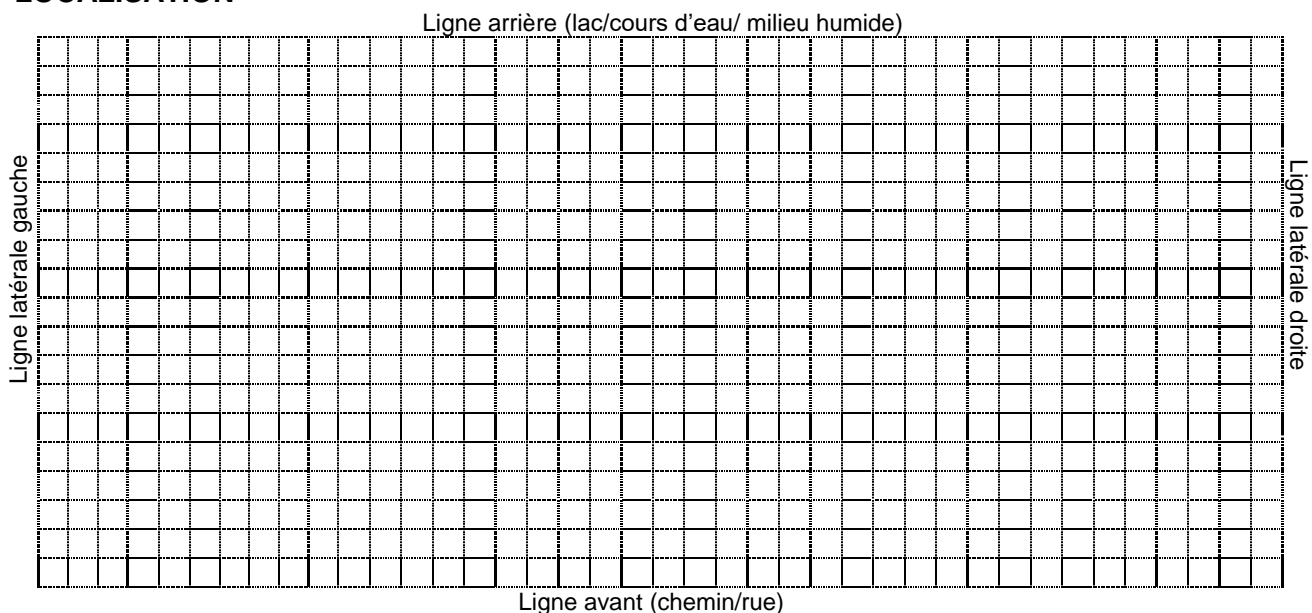 LOCALISATION
Ligne arrière (lac/cours d'eau/ milieu humide)
Ligne latérale gauche
Ligne latérale droite
Ligne avant (chemin/rue)